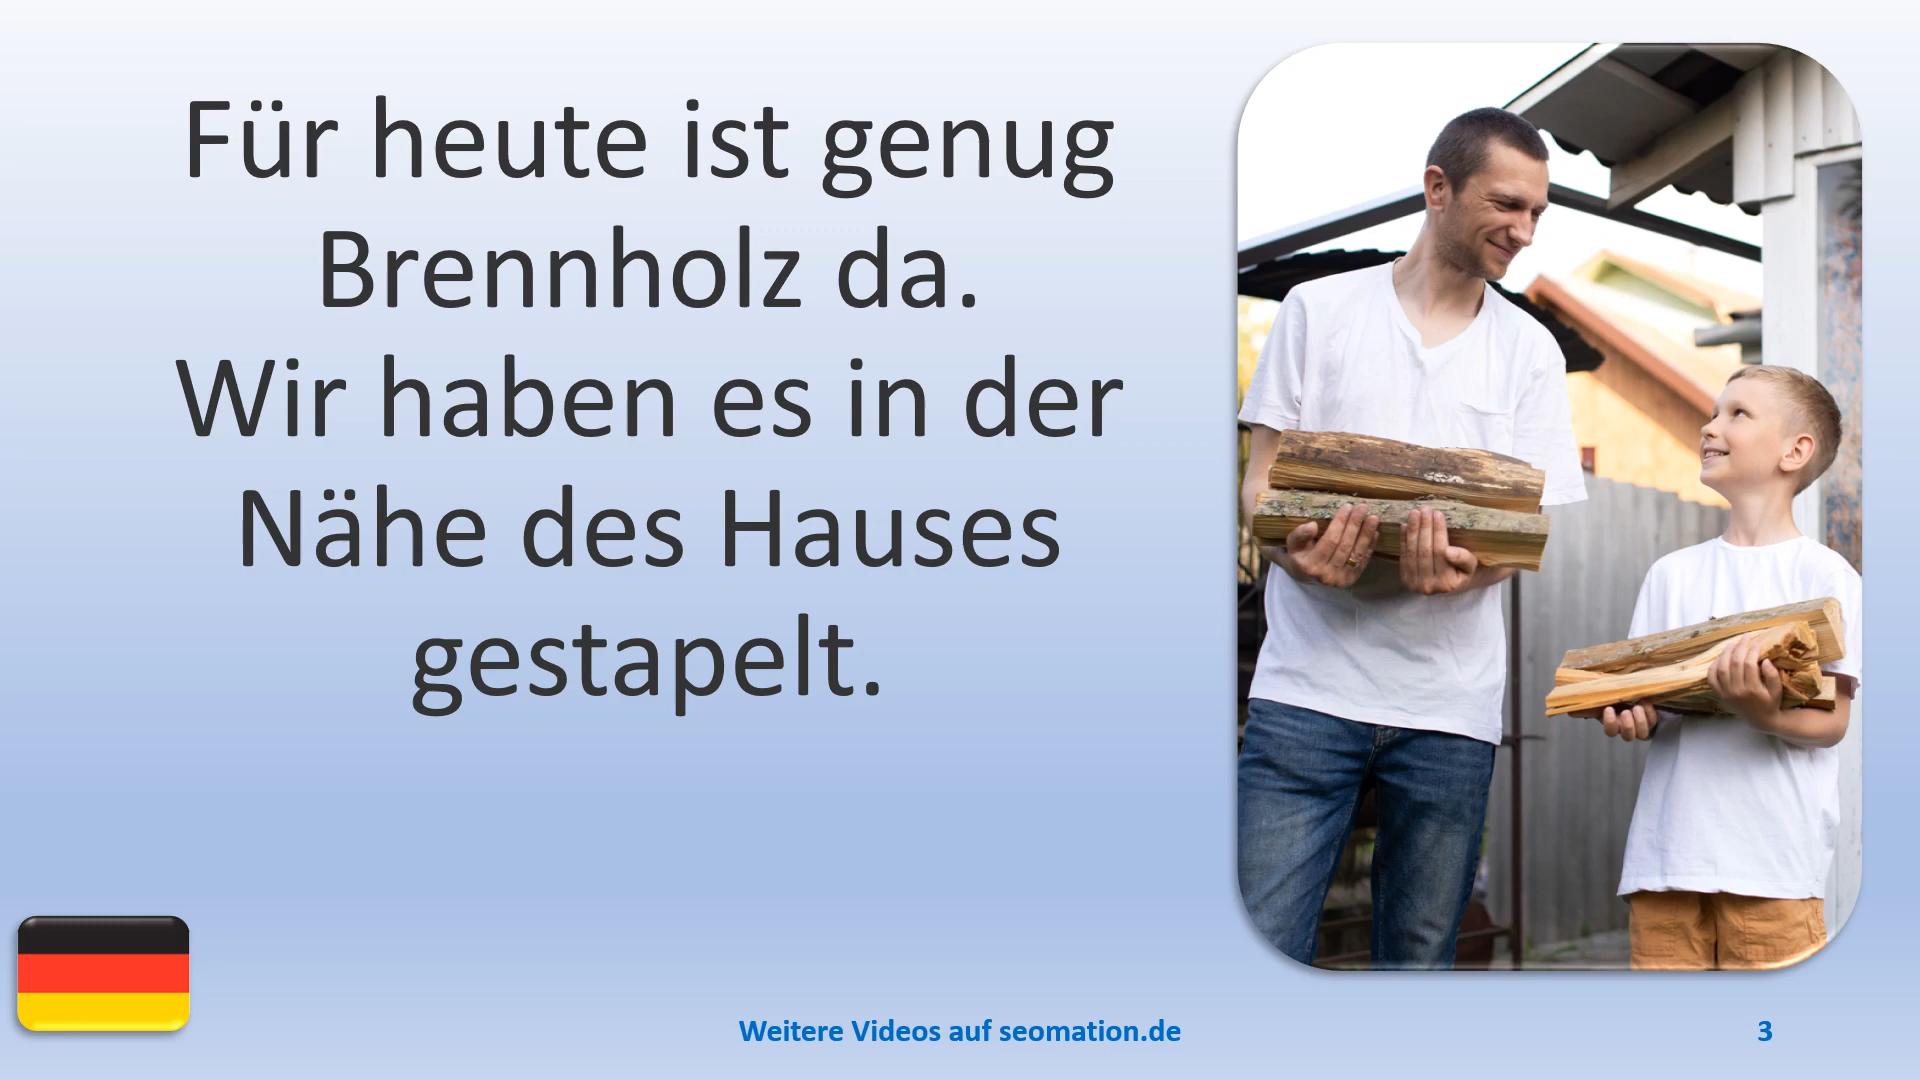 Für heute ist genug
Brennholz da.
Wir haben es in der
Nähe des Hauses
gestapelt.
Weitere Videos auf seomation.de
3